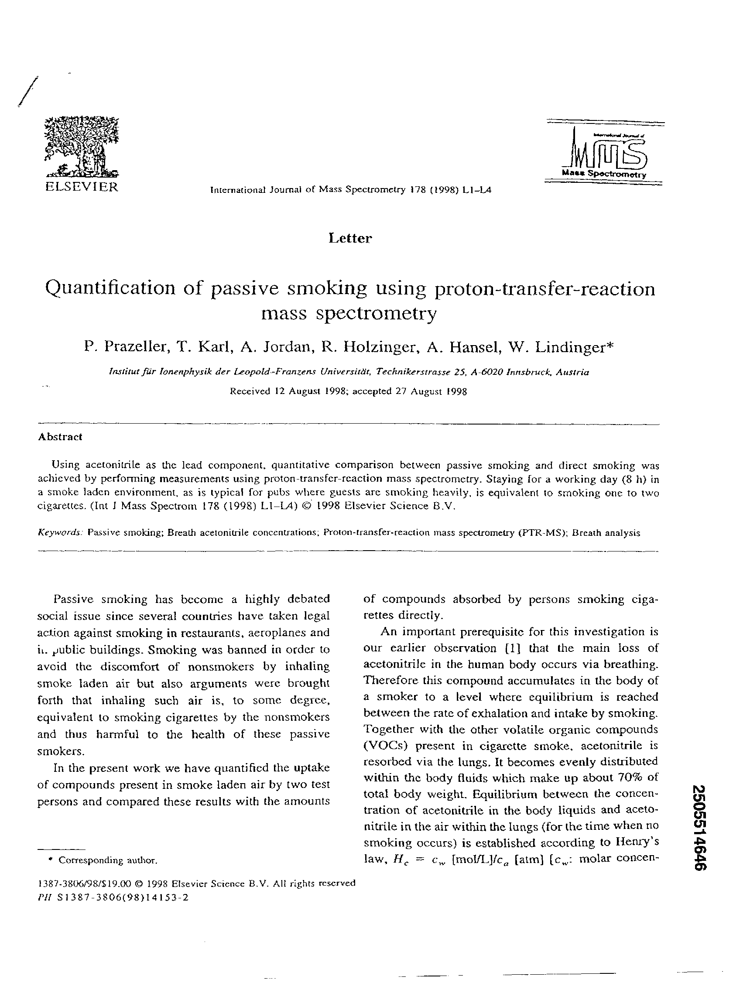 ELSEVIER
International Journal of Mass Spectrometry 178 (1998) L1–L4
International Journal of
Mass Spectrometry
Letter
Quantification of passive smoking using proton-transfer-reaction
mass spectrometry
P. Prazeller, T. Karl, A. Jordan, R. Holzinger, A. Hansel, W. Lindinger*
Institut für Ionenphysik der Leopold–Franzens Universität, Technikerstrasse 25, A-6020 Innsbruck, Austria
Received 12 August 1998; accepted 27 August 1998
Abstract
Using acetonitrile as the lead component, quantitative comparison between passive smoking and direct smoking was
achieved by performing measurements using proton-transfer-reaction mass spectrometry. Staying for a working day (8 h) in
a smoke laden environment, as is typical for pubs where guests are smoking heavily, is equivalent to smoking one to two
cigarettes. (Int J Mass Spectrom 178 (1998) L1–L4) © 1998 Elsevier Science B.V.
Keywords: Passive smoking; Breath acetonitrile concentrations; Proton-transfer-reaction mass spectrometry (PTR-MS); Breath analysis
Passive smoking has become a highly debated
social issue since several countries have taken legal
action against smoking in restaurants, aeroplanes and
public buildings. Smoking was banned in order to
avoid the discomfort of nonsmokers by inhaling
smoke laden air but also arguments were brought
forth that inhaling such air is, to some degree,
equivalent to smoking cigarettes by the nonsmokers
and thus harmful to the health of these passive
smokers.
In the present work we have quantified the uptake
of compounds present in smoke laden air by two test
persons and compared these results with the amounts
* Corresponding author.
1387-3806/98/$19.00 © 1998 Elsevier Science B.V. All rights reserved
PII S1387-3806(98)14153-2
of compounds absorbed by persons smoking ciga-
rettes directly.
An important prerequisite for this investigation is
our earlier observation [1] that the main loss of
acetonitrile in the human body occurs via breathing.
Therefore this compound accumulates in the body of
a smoker to a level where equilibrium is reached
between the rate of exhalation and intake by smoking.
Together with the other volatile organic compounds
(VOCs) present in cigarette smoke, acetonitrile is
resorbed via the lungs. It becomes evenly distributed
within the body fluids which make up about 70% of
total body weight. Equilibrium between the concen-
tration of acetonitrile in the body liquids and aceto-
nitrile in the air within the lungs (for the time when no
smoking occurs) is established according to Henry's
law, Hc = cw [mol/L]/ca [atm] [cw: molar concen-
2505514646